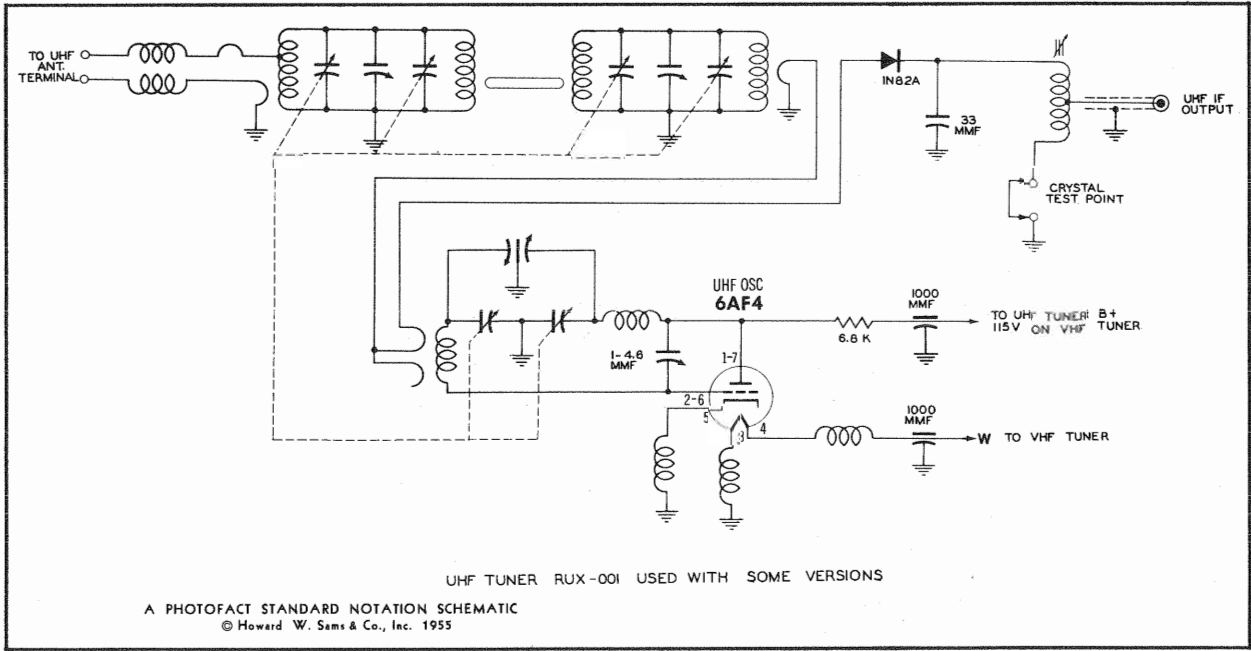 TO UHF
ANT.
TERMINAL
1N82A
33
MMF
UHF IF
OUTPUT
CRYSTAL
TEST POINT
UHF OSC
6AF4
1000
MMF
TO UHF TUNER B+
115V ON VHF TUNER
6.8 K
1-4.6
MMF
1-7
2-6
5
3
4
1000
MMF
W TO VHF TUNER
UHF TUNER RUX-001 USED WITH SOME VERSIONS
A PHOTOFACT STANDARD NOTATION SCHEMATIC
© Howard W. Sams & Co., Inc. 1955